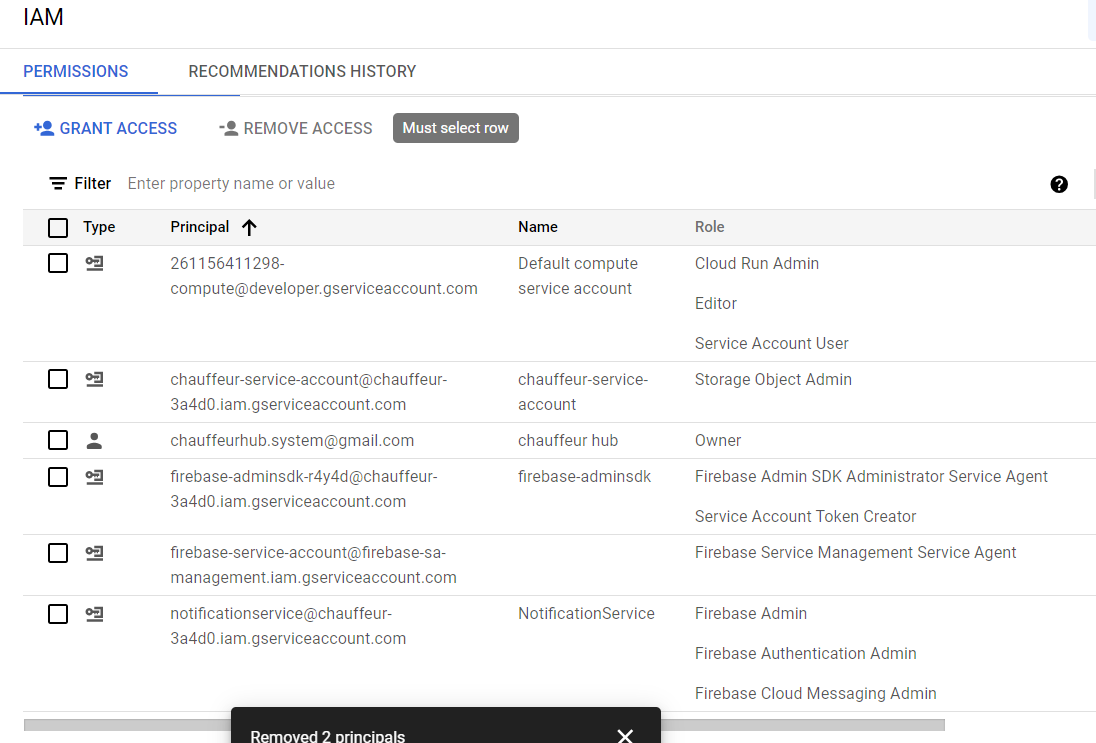 IAM
PERMISSIONS RECOMMENDATIONS HISTORY
GRANT ACCESS REMOVE ACCESS Must select row
Filter Enter property name or value
Type Principal Name Role
261156411298- Default compute Cloud Run Admin
compute@developer.gserviceaccount.com service account
Editor
Service Account User
chauffeur-service-account@chauffeur- chauffeur-service- Storage Object Admin
3a4d0.iam.gserviceaccount.com account
chauffeurhub.system@gmail.com chauffeur hub Owner
firebase-adminsdk-r4y4d@chauffeur- firebase-adminsdk Firebase Admin SDK Administrator Service Agent
3a4d0.iam.gserviceaccount.com
Service Account Token Creator
firebase-service-account@firebase-sa- Firebase Service Management Service Agent
management.iam.gserviceaccount.com
notificationservice@chauffeur- NotificationService Firebase Admin
3a4d0.iam.gserviceaccount.com
Firebase Authentication Admin
Firebase Cloud Messaging Admin
Removed 2 principals